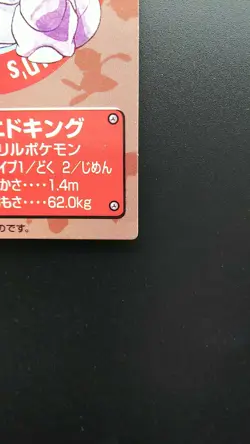 S,U.
ニドキング
リルポケモン
イプ1/どく 2/じめん
かさ････1.4m
もさ････62.0kg
のです。